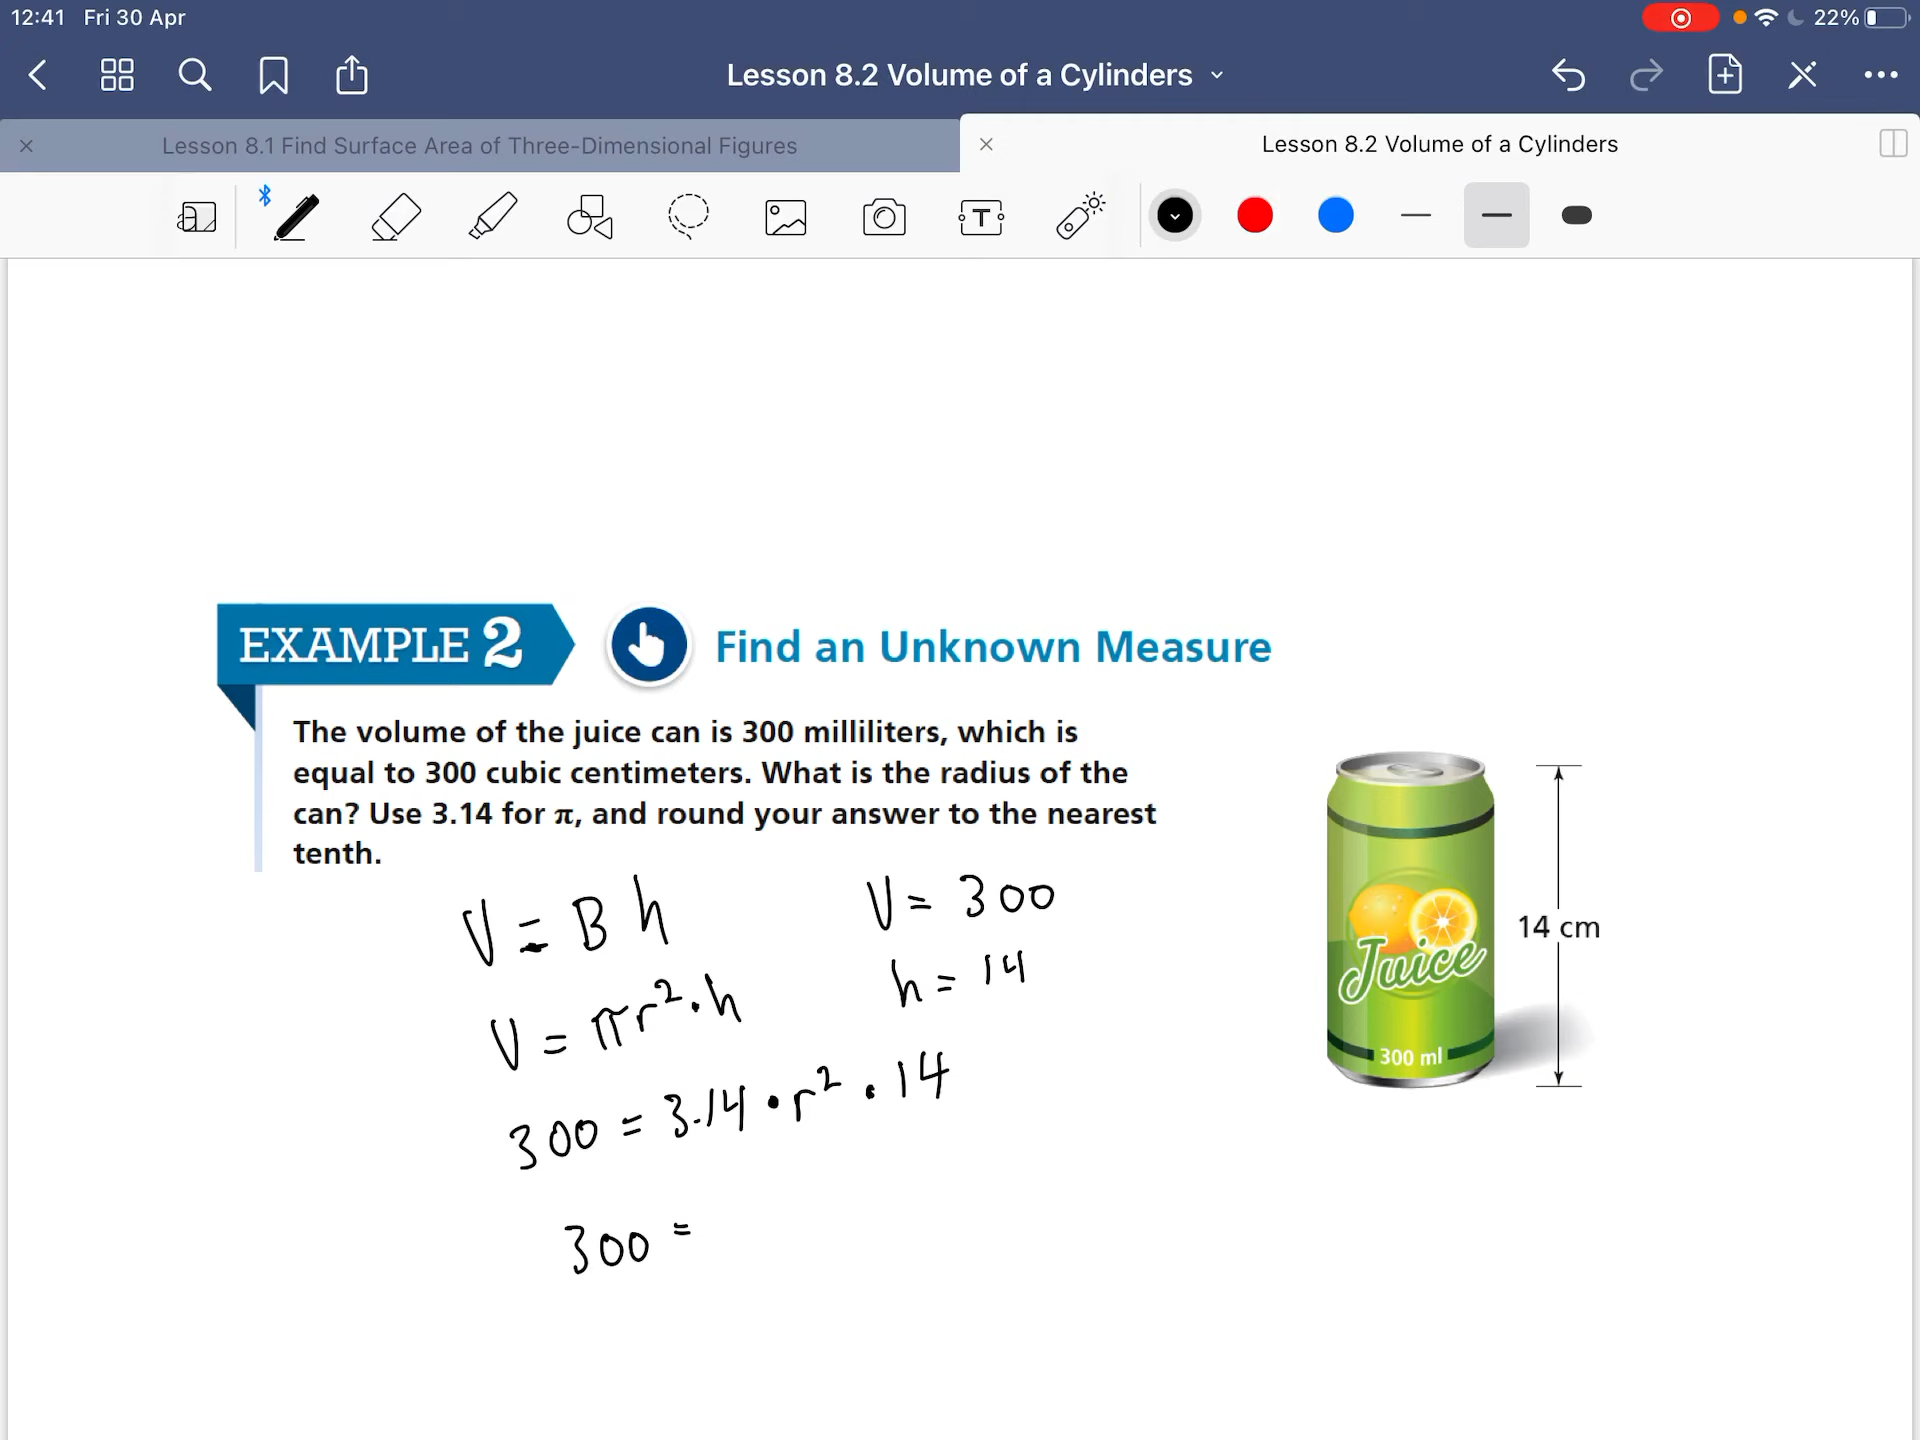 12:41 Fri 30 Apr
22%
Lesson 8.2 Volume of a Cylinders
Lesson 8.1 Find Surface Area of Three-Dimensional Figures
Lesson 8.2 Volume of a Cylinders
a
T
EXAMPLE 2
Find an Unknown Measure
The volume of the juice can is 300 milliliters, which is
equal to 300 cubic centimeters. What is the radius of the
can? Use 3.14 for π, and round your answer to the nearest
tenth.
V = B h
V = πr²·h
300 = 3.14 · r² · 14
300 =
V = 300
h = 14
Juice
300 ml
14 cm